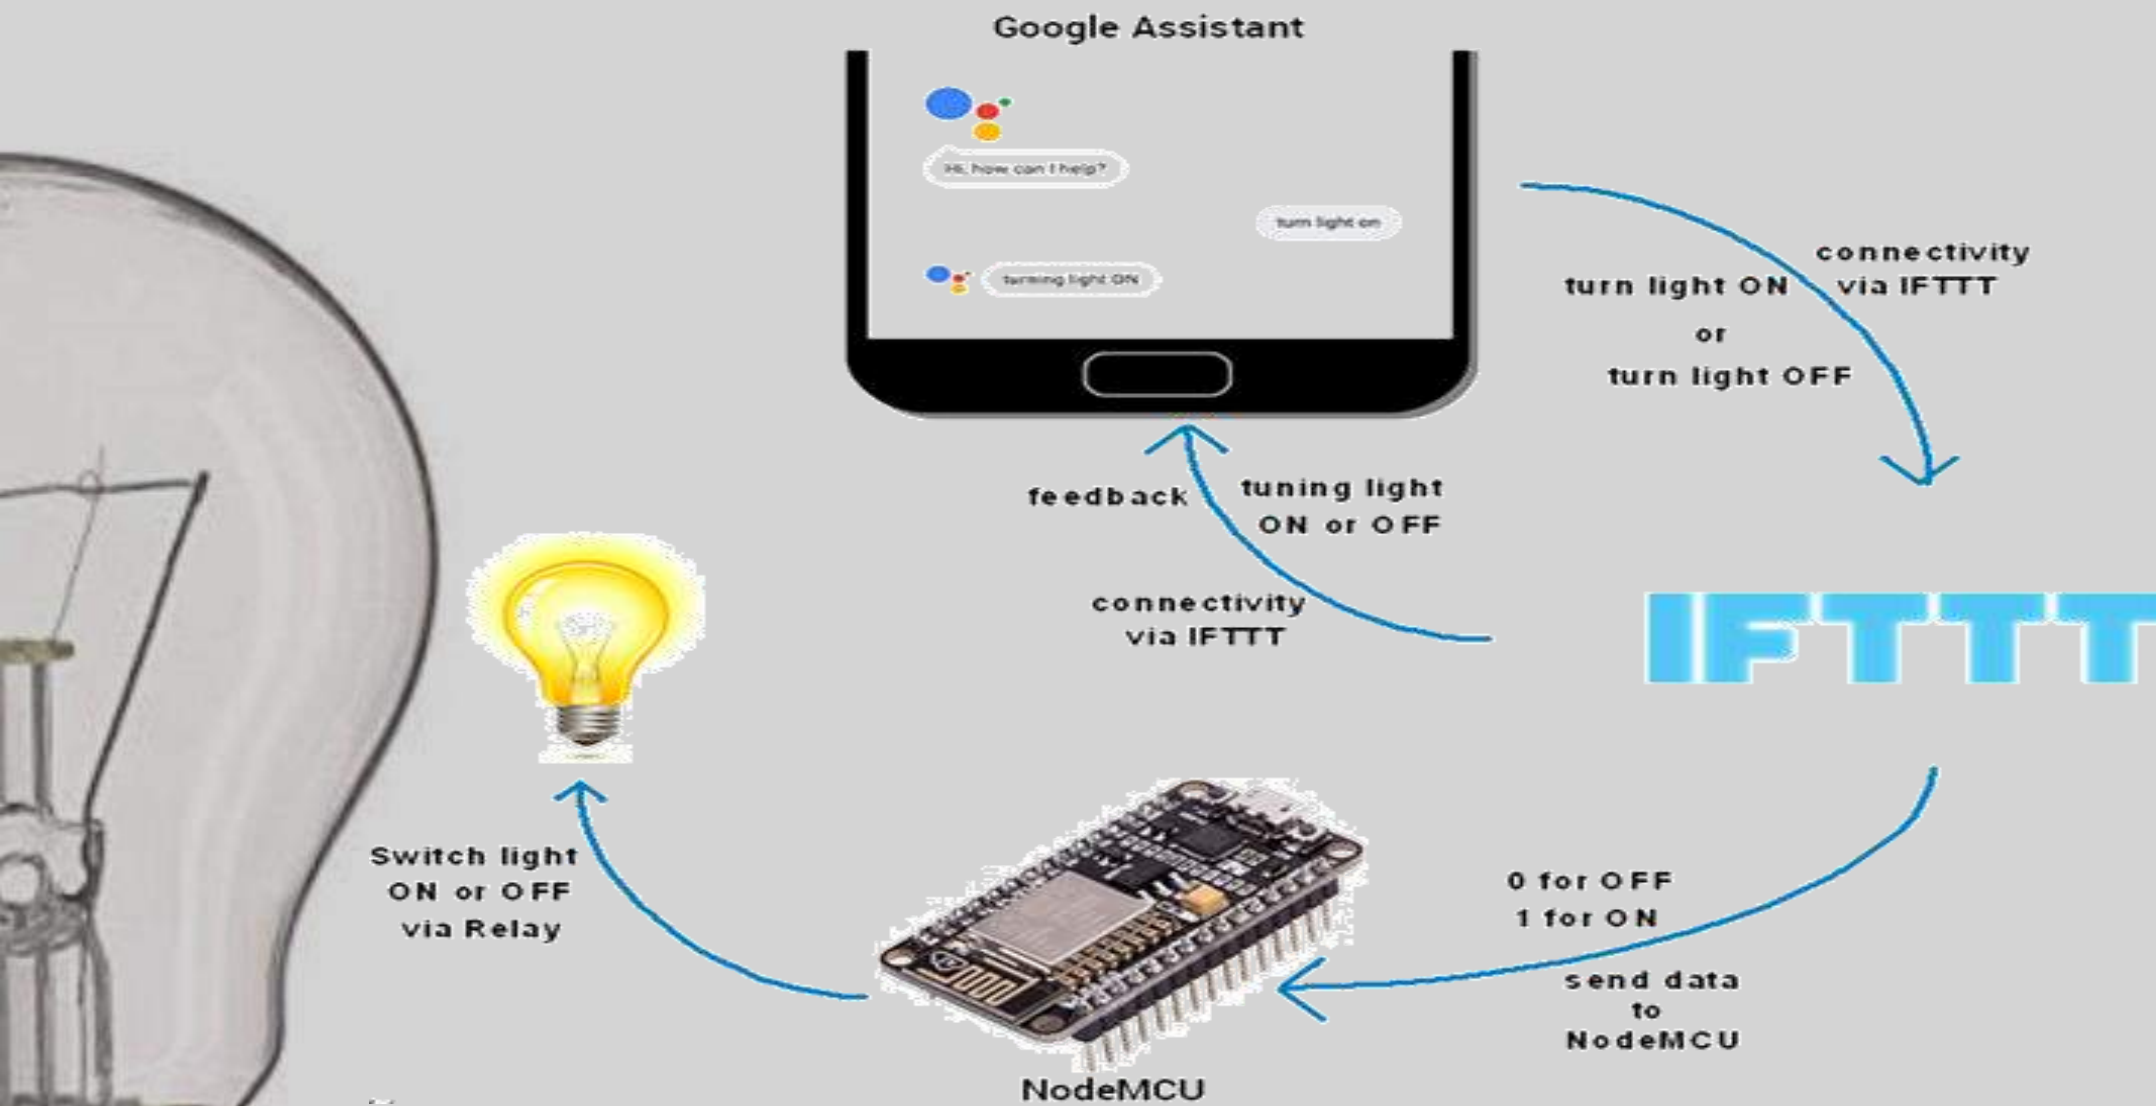 Google Assistant
Hi, how can I help?
turn light on
turning light ON
connectivity
via IFTTT
turn light ON
or
turn light OFF
feedback
tuning light
ON or OFF
connectivity
via IFTTT
IFTTT
Switch light
ON or OFF
via Relay
0 for OFF
1 for ON
send data
to
NodeMCU
NodeMCU